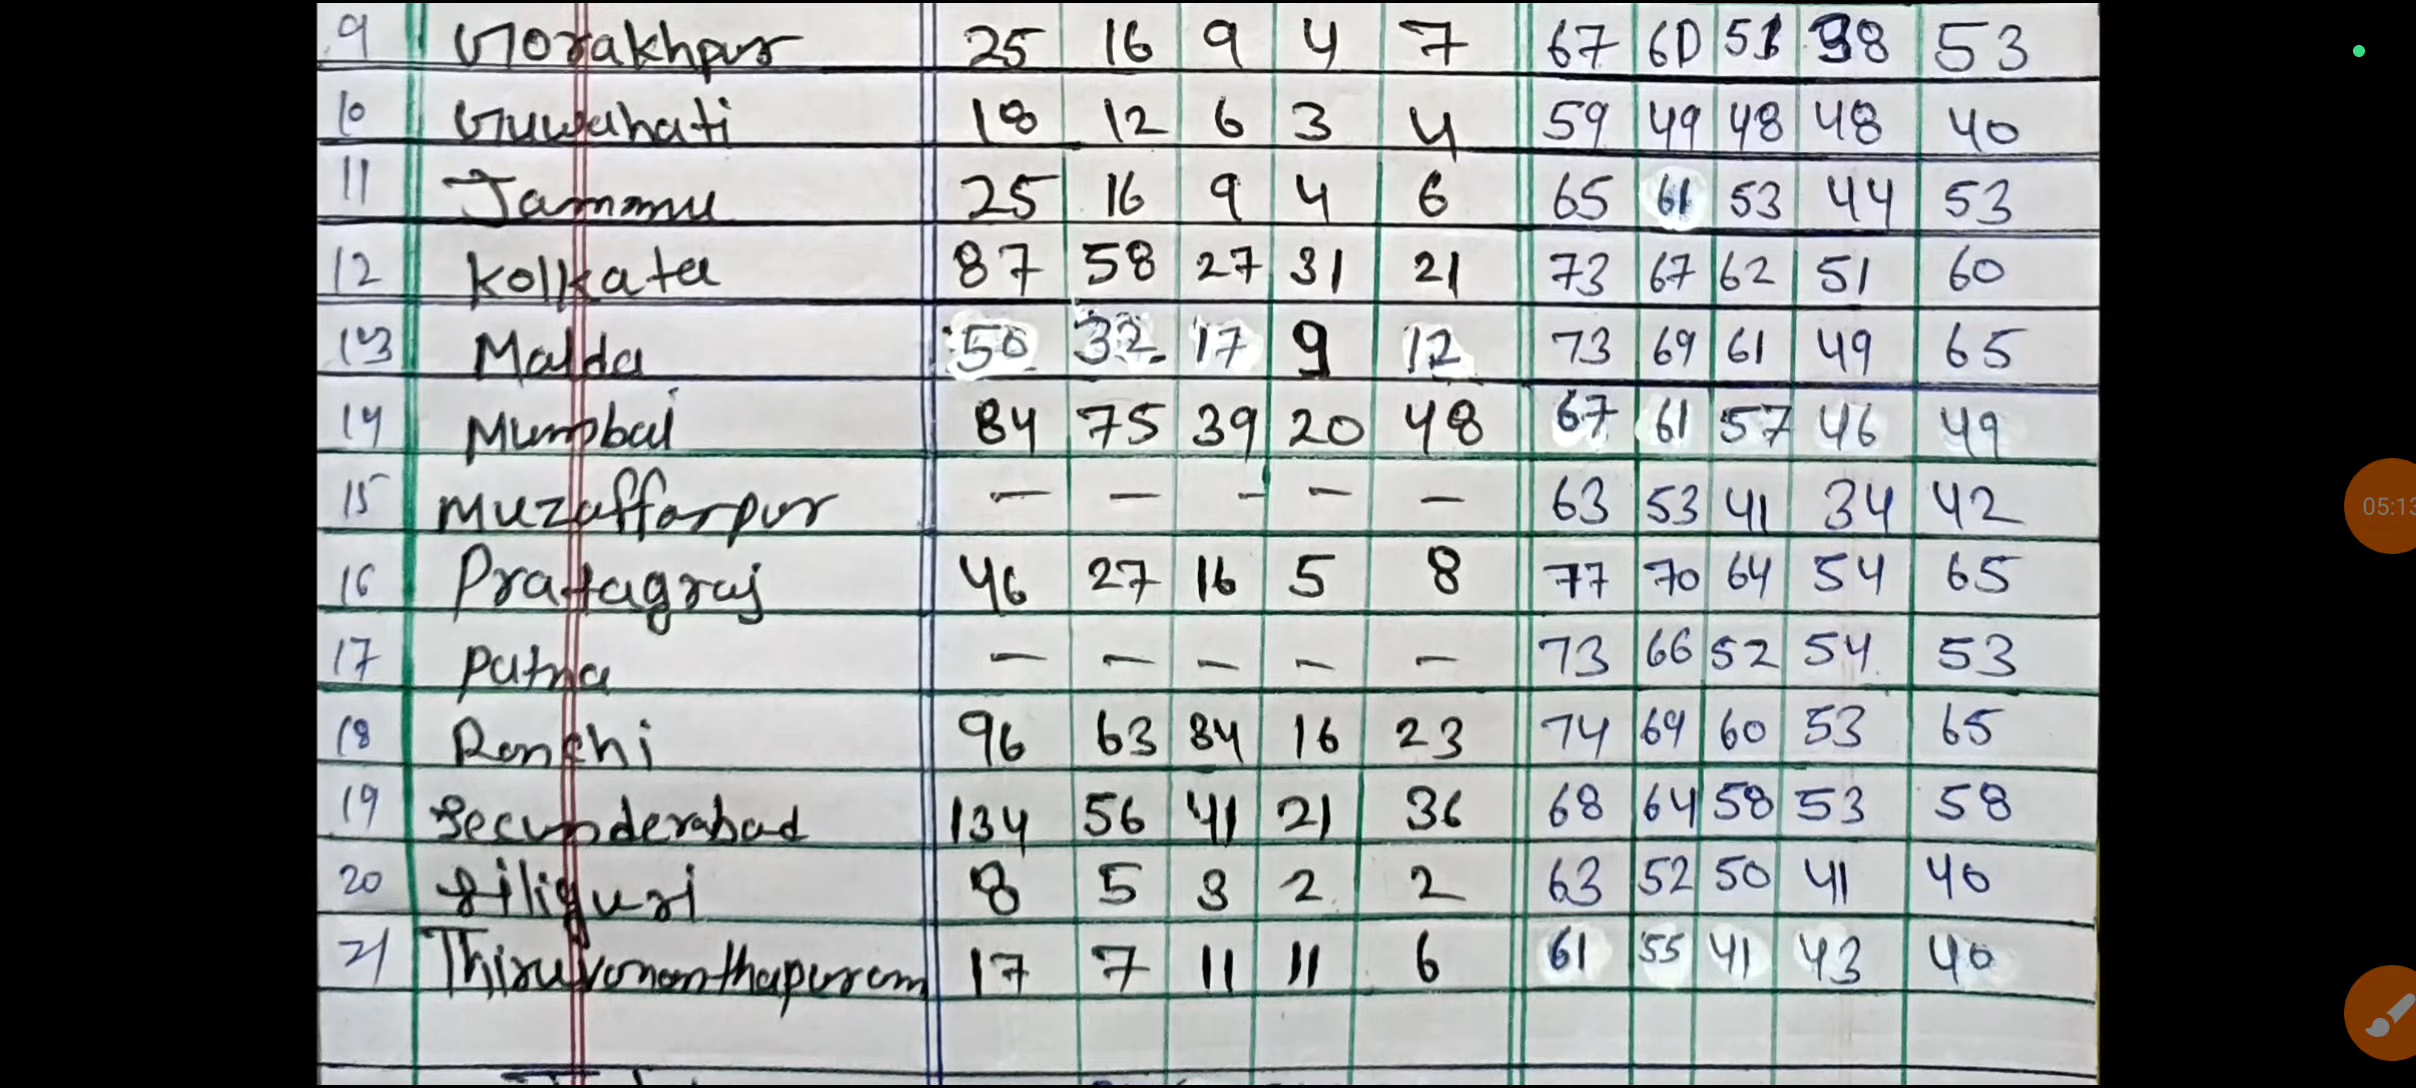 9 Gorakhpur 25 16 9 4 7 67 60 51 38 53
10 Guwahati 18 12 6 3 4 59 49 48 48 40
11 Jammu 25 16 9 4 6 65 61 53 44 53
12 Kolkata 87 58 27 31 21 73 67 62 51 60
13 Malda 50 32 17 9 12 73 69 61 49 65
14 Mumbai 84 75 39 20 48 67 61 57 46 49
15 Muzaffarpur — — - — — 63 53 41 34 42
16 Prayagraj 46 27 16 5 8 77 70 64 54 65
17 Patna — — — — — 73 66 52 54 53
18 Ranchi 96 63 34 16 23 74 69 60 53 65
19 Secunderabad 134 56 41 21 36 68 64 58 53 58
20 Siliguri 8 5 3 2 2 63 52 50 41 40
21 Thiruvananthapuram 17 7 11 11 6 61 55 41 43 40
05:13